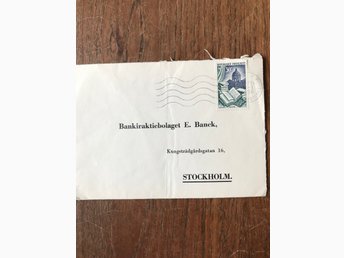 Bankiraktiebolaget E. Banck,
Kungsträdgårdsgatan 16,
STOCKHOLM.